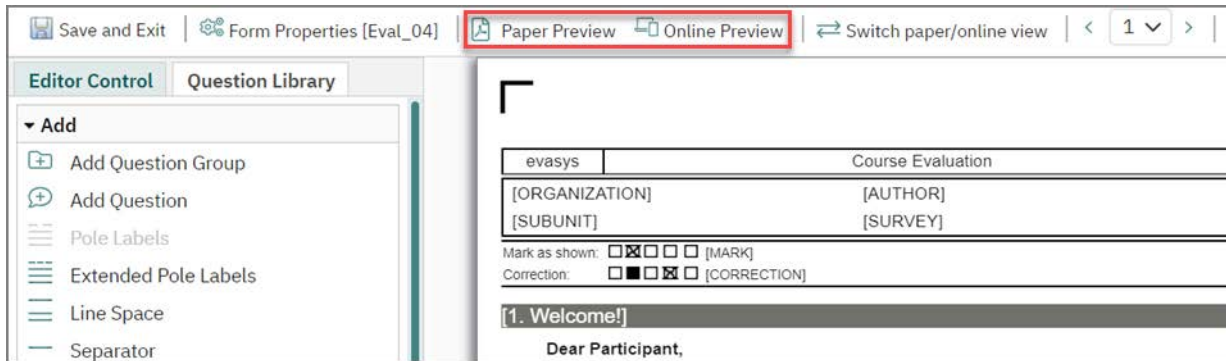 Save and Exit Form Properties [Eval_04] Paper Preview Online Preview Switch paper/online view < 1 >
Editor Control Question Library
Add
Add Question Group
Add Question
Pole Labels
Extended Pole Labels
Line Space
Separator
evasys Course Evaluation
[ORGANIZATION] [AUTHOR]
[SUBUNIT] [SURVEY]
Mark as shown: [MARK]
Correction: [CORRECTION]
[1. Welcome!]
Dear Participant,